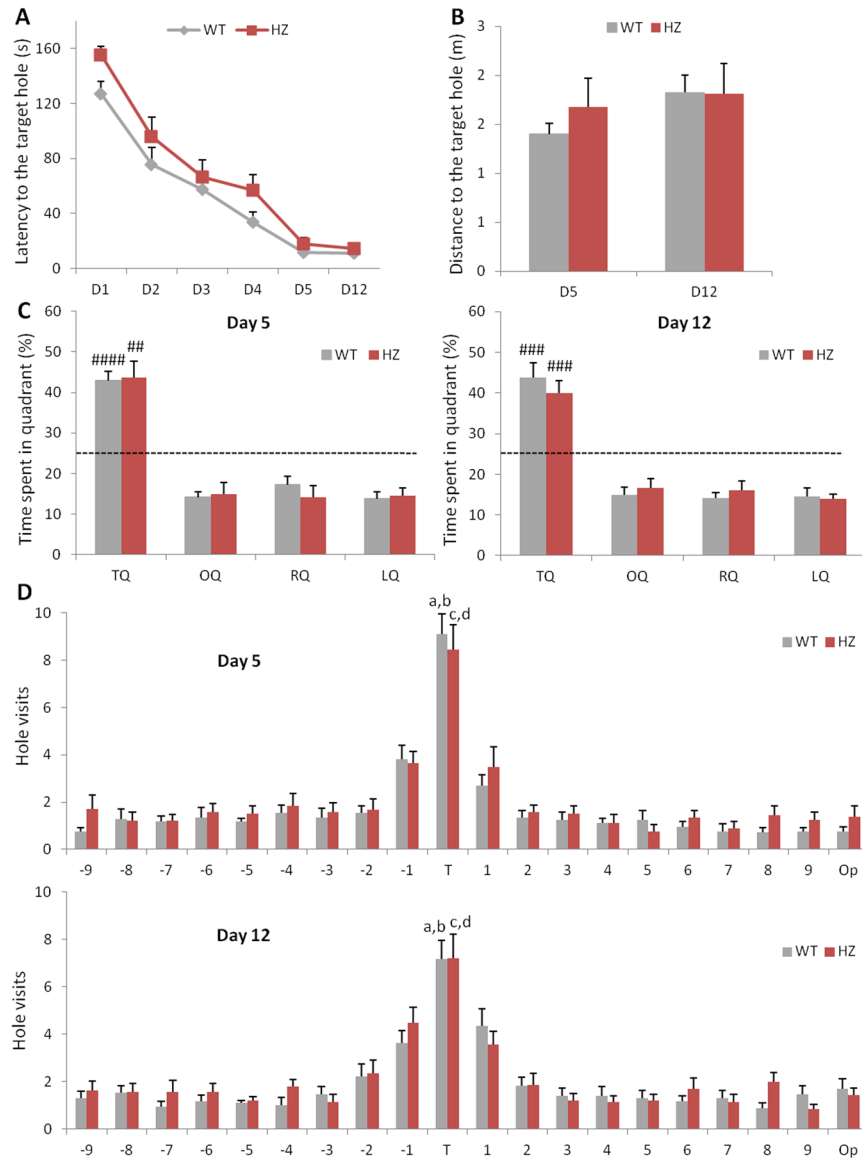 A
WT HZ
Latency to the target hole (s)
160
120
80
40
0
D1 D2 D3 D4 D5 D12
B
WT HZ
Distance to the target hole (m)
3
2
2
1
1
0
D5 D12
C
Day 5
WT HZ
Time spent in quadrant (%)
60
50
40
30
20
10
0
#### ##
TQ OQ RQ LQ
Day 12
WT HZ
Time spent in quadrant (%)
60
50
40
30
20
10
0
### ###
TQ OQ RQ LQ
D
Day 5
WT HZ
Hole visits
10
8
6
4
2
0
a,b c,d
-9 -8 -7 -6 -5 -4 -3 -2 -1 T 1 2 3 4 5 6 7 8 9 Op
Day 12
WT HZ
Hole visits
10
8
6
4
2
0
a,b c,d
-9 -8 -7 -6 -5 -4 -3 -2 -1 T 1 2 3 4 5 6 7 8 9 Op